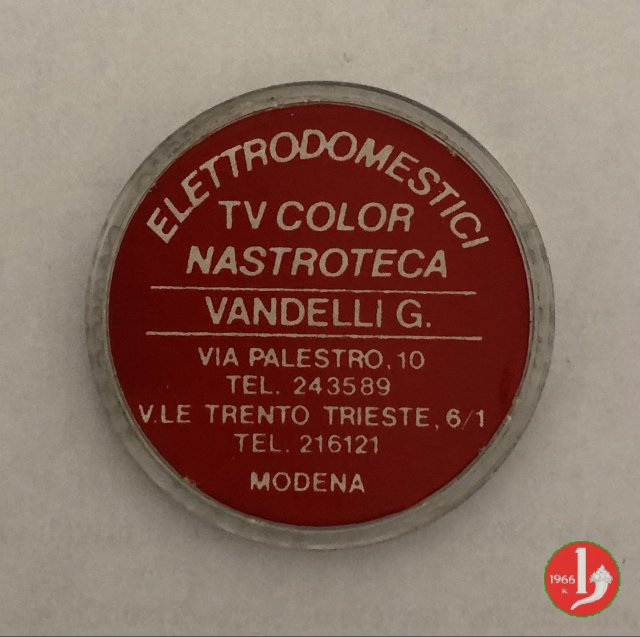 ELETTRODOMESTICI
TV COLOR
NASTROTECA
VANDELLI G.
VIA PALESTRO, 10
TEL. 243589
V.LE TRENTO TRIESTE, 6/1
TEL. 216121
MODENA
1966
R.